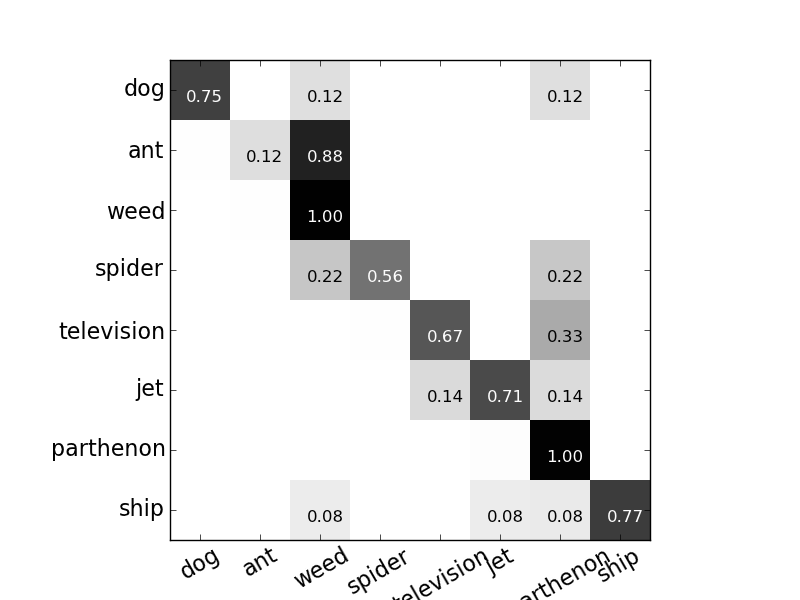 dog 0.75 0.12 0.12
ant 0.12 0.88
weed 1.00
spider 0.22 0.56 0.22
television 0.67 0.33
jet 0.14 0.71 0.14
parthenon 1.00
ship 0.08 0.08 0.08 0.77
dog ant weed spider television jet arthenon ship